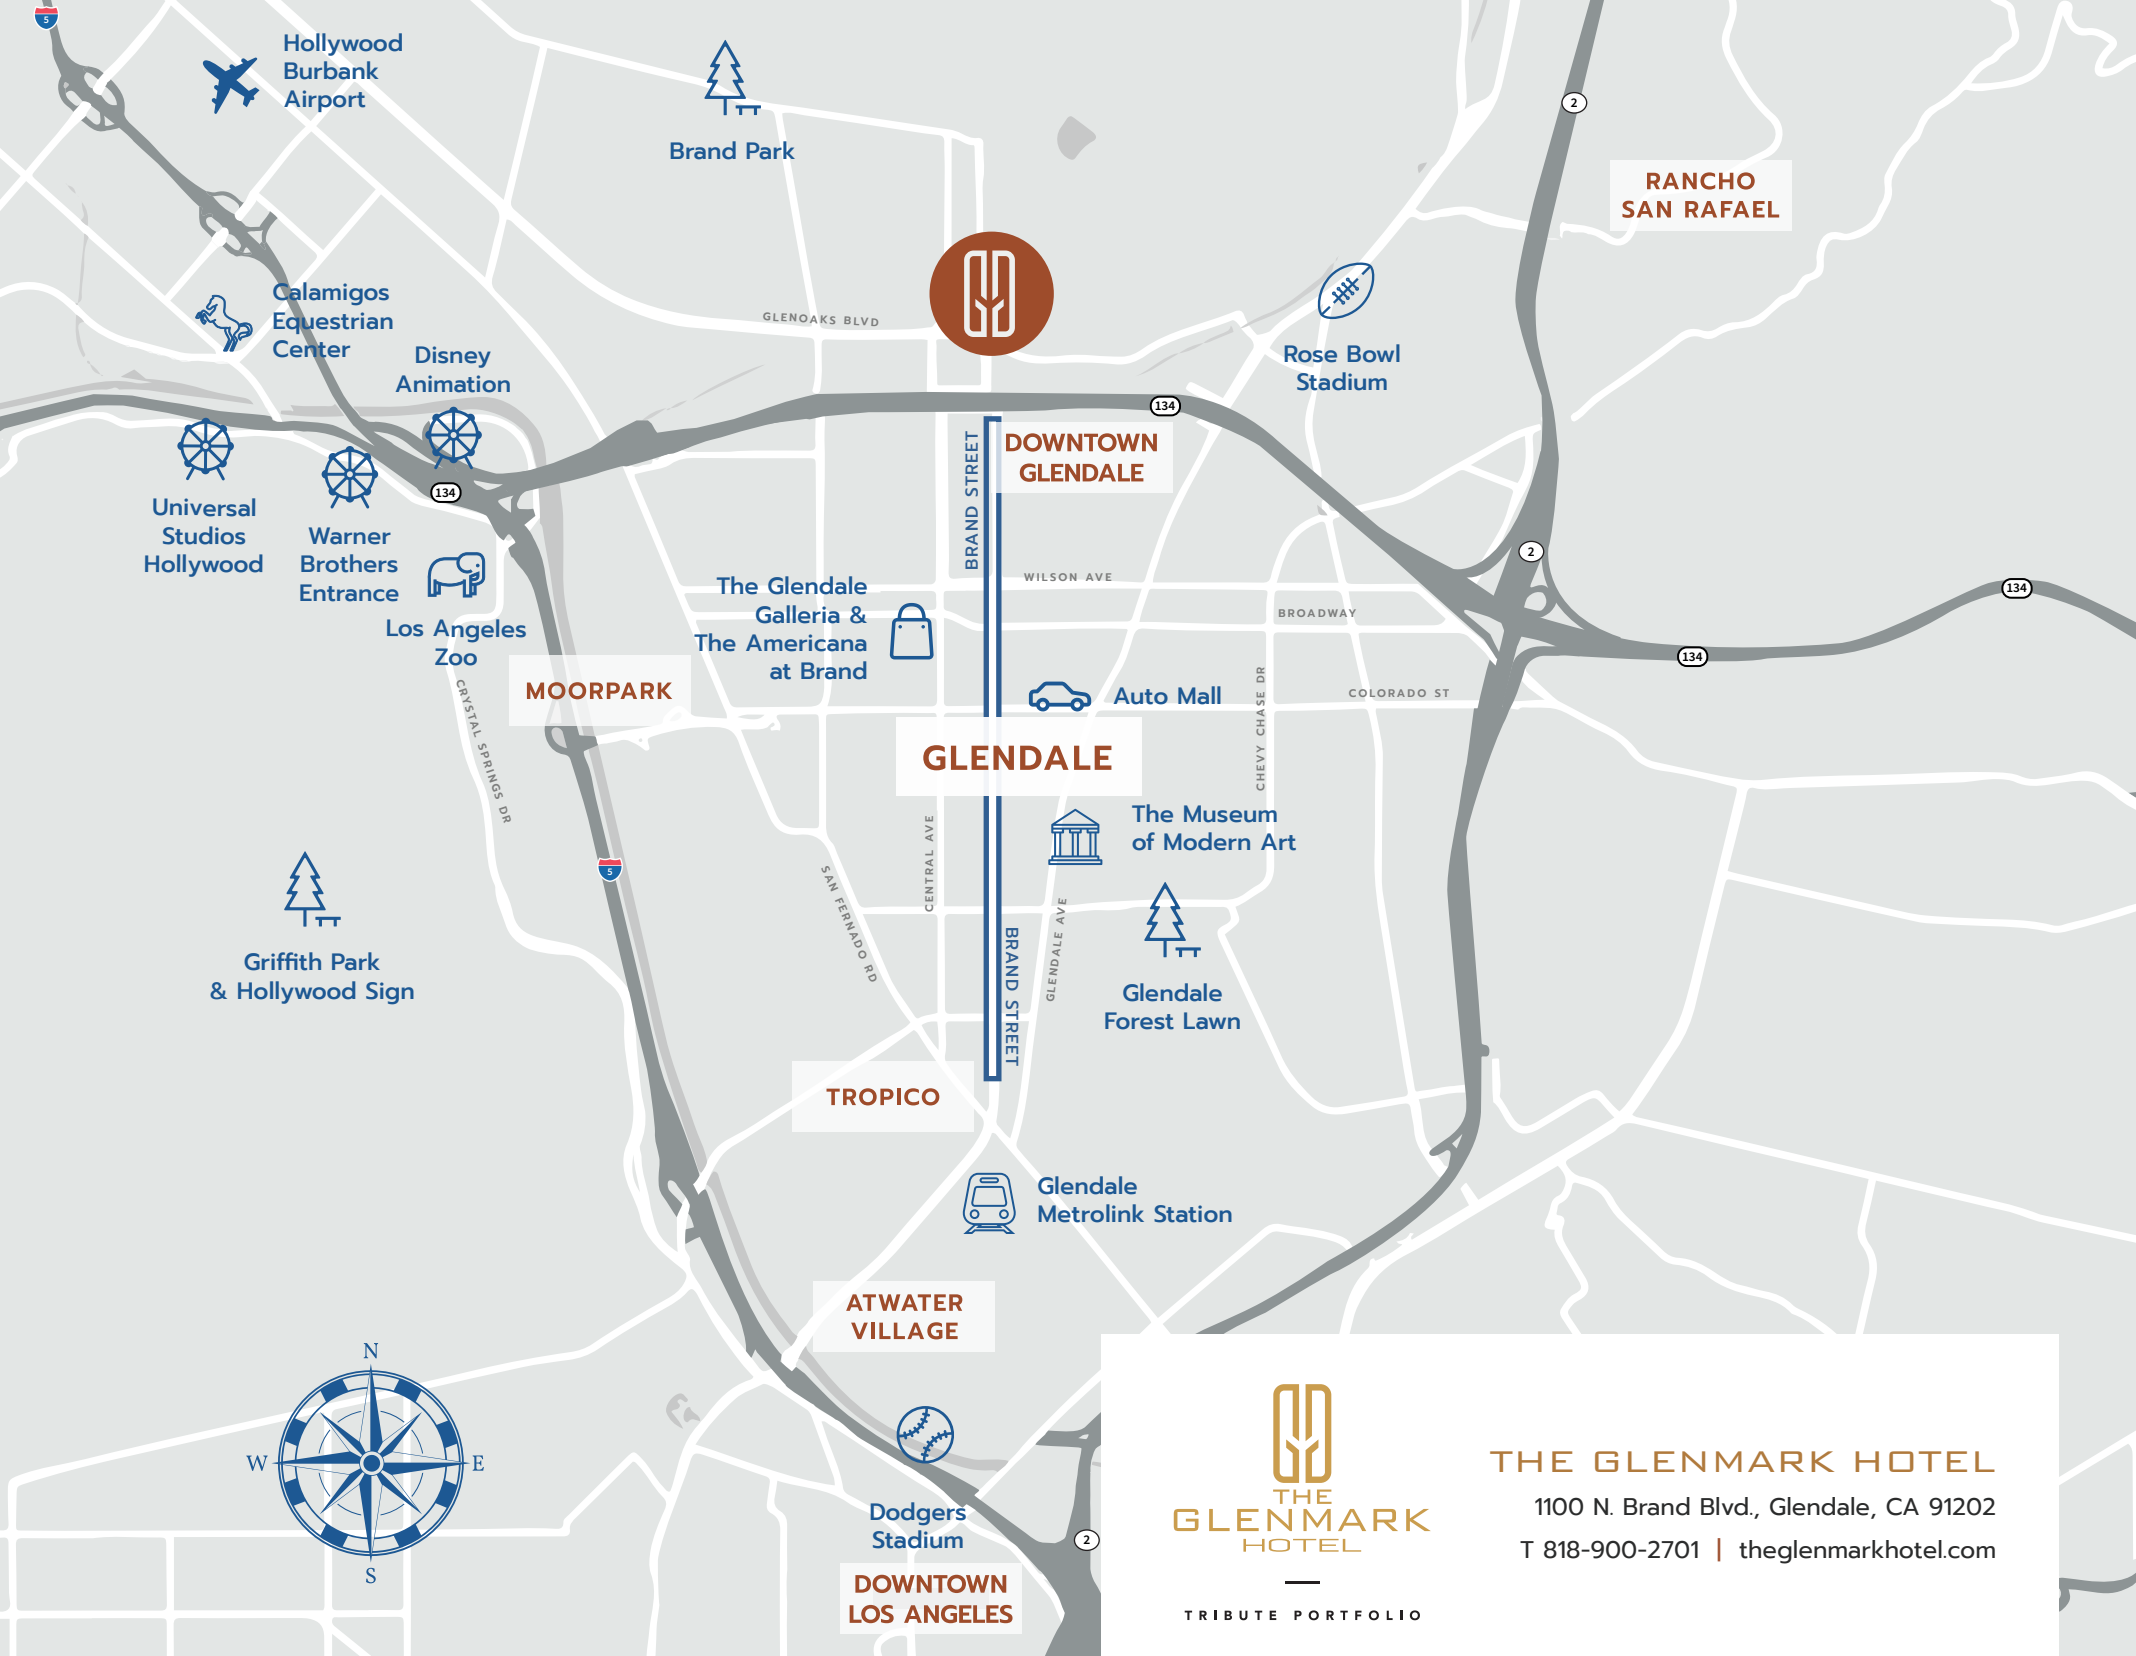 5
Hollywood
Burbank
Airport
Brand Park
2
RANCHO
SAN RAFAEL
Calamigos
Equestrian
Center
GLENOAKS BLVD
Disney
Animation
Rose Bowl
Stadium
134
134
Universal
Studios
Hollywood
Warner
Brothers
Entrance
BRAND STREET
DOWNTOWN
GLENDALE
2
134
134
Los Angeles
Zoo
The Glendale
Galleria &
The Americana
at Brand
WILSON AVE
BROADWAY
MOORPARK
CRYSTAL SPRINGS DR
Auto Mall
CHEVY CHASE DR
COLORADO ST
GLENDALE
5
The Museum
of Modern Art
CENTRAL AVE
SAN FERNADO RD
BRAND STREET
GLENDALE AVE
Griffith Park
& Hollywood Sign
Glendale
Forest Lawn
TROPICO
Glendale
Metrolink Station
ATWATER
VILLAGE
N
W
E
S
Dodgers
Stadium
2
DOWNTOWN
LOS ANGELES
THE
GLENMARK
HOTEL
TRIBUTE PORTFOLIO
THE GLENMARK HOTEL
1100 N. Brand Blvd., Glendale, CA 91202
T 818-900-2701 | theglenmarkhotel.com